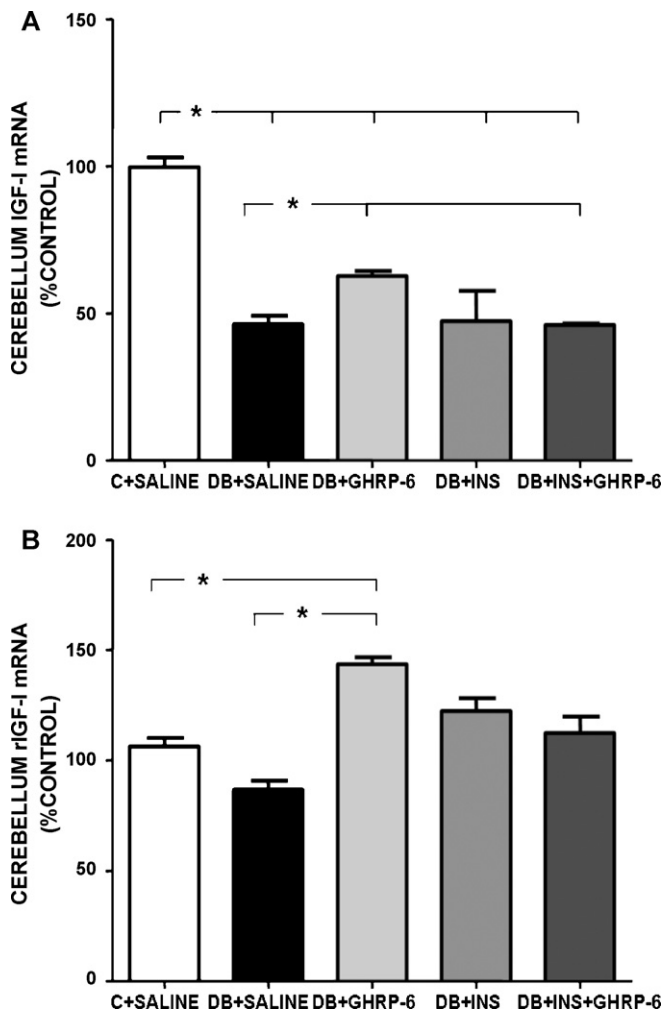 A
CEREBELLUM IGF-I mRNA
(%CONTROL)
150
100
50
0
*
*
C+SALINE DB+SALINE DB+GHRP-6 DB+INS DB+INS+GHRP-6
B
CEREBELLUM rIGF-I mRNA
(%CONTROL)
200
150
100
50
0
*
*
C+SALINE DB+SALINE DB+GHRP-6 DB+INS DB+INS+GHRP-6